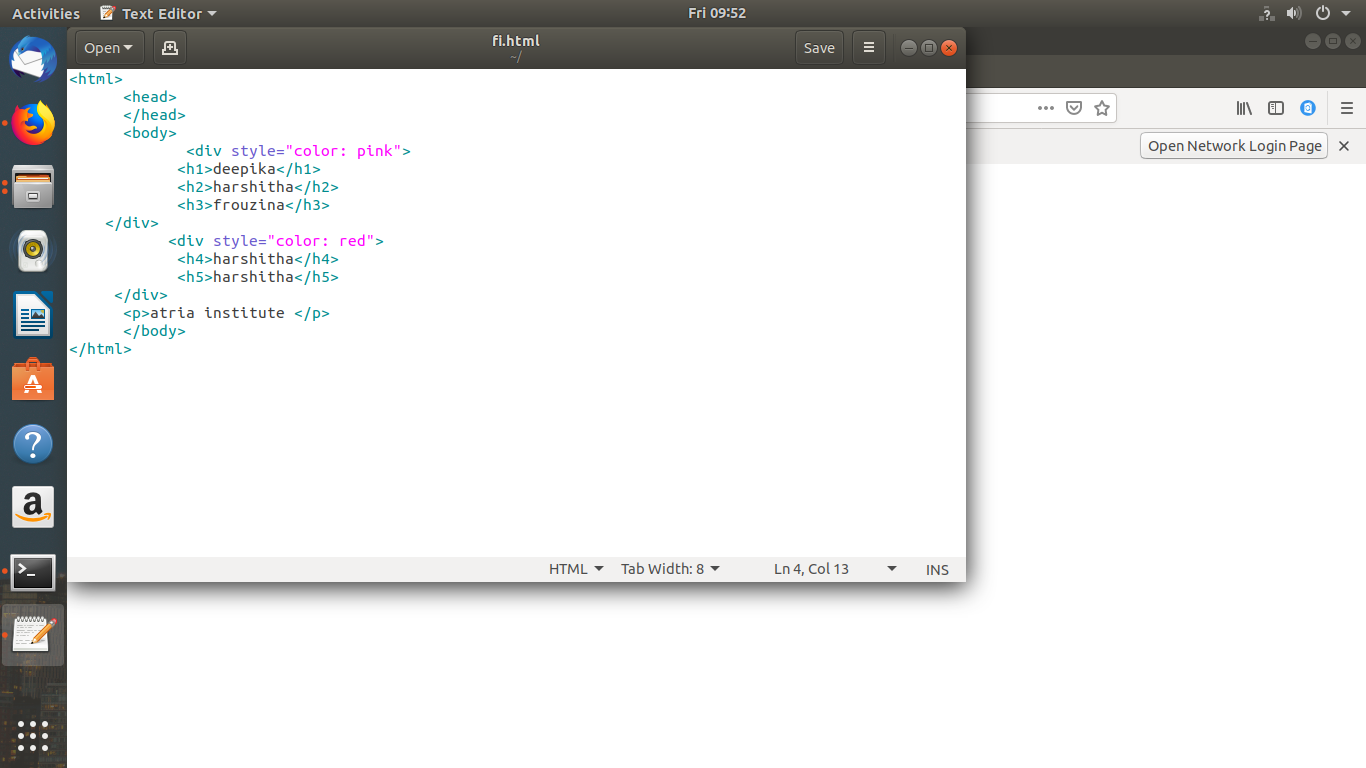 Activities Text Editor Fri 09:52
Open fi.html Save
~/
<html>
      <head>
      </head>
      <body>
             <div style="color: pink">
            <h1>deepika</h1>
            <h2>harshitha</h2>
            <h3>frouzina</h3>
    </div>
           <div style="color: red">
            <h4>harshitha</h4>
            <h5>harshitha</h5>
     </div>
      <p>atria institute </p>
      </body>
</html>
Open Network Login Page
HTML Tab Width: 8 Ln 4, Col 13 INS